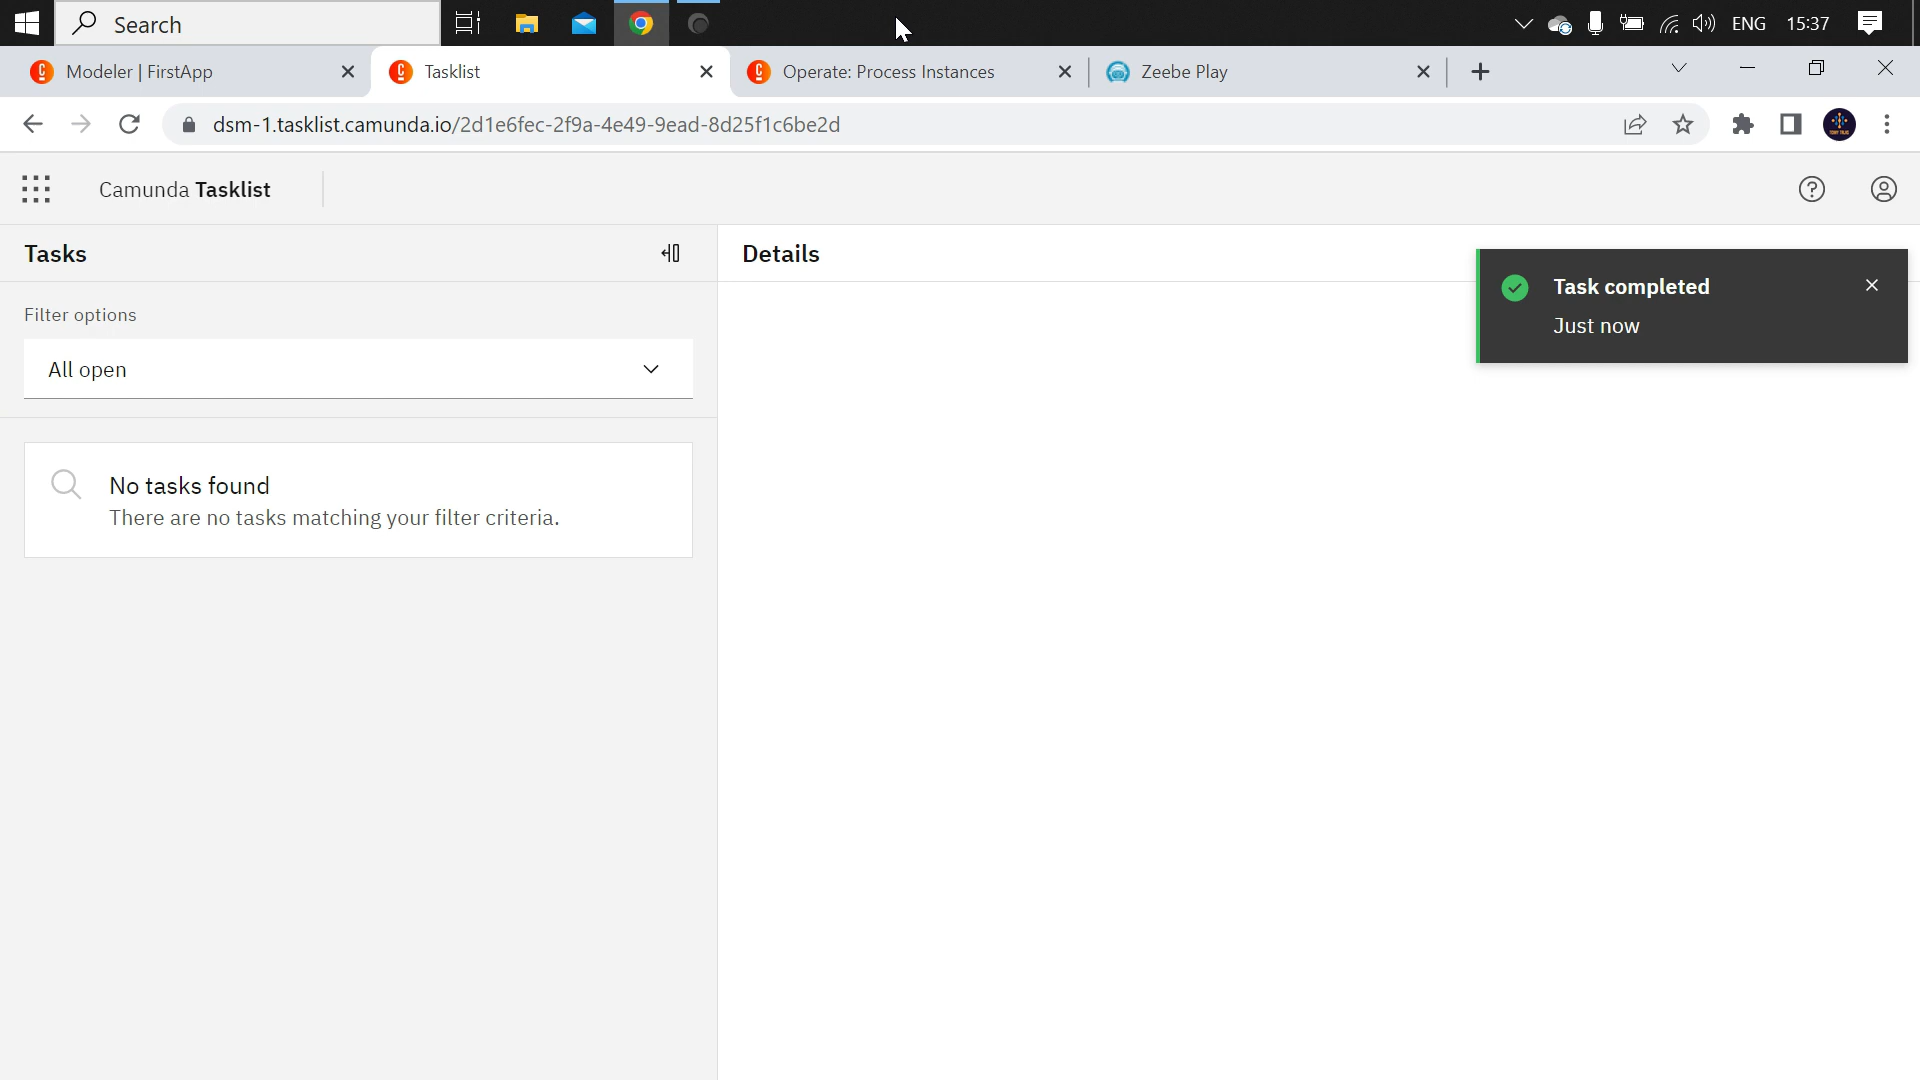 Search
ENG
15:37
Modeler | FirstApp
Tasklist
Operate: Process Instances
Zeebe Play
dsm-1.tasklist.camunda.io/2d1e6fec-2f9a-4e49-9ead-8d25f1c6be2d
Camunda Tasklist
Tasks
Details
Task completed
Just now
Filter options
All open
No tasks found
There are no tasks matching your filter criteria.